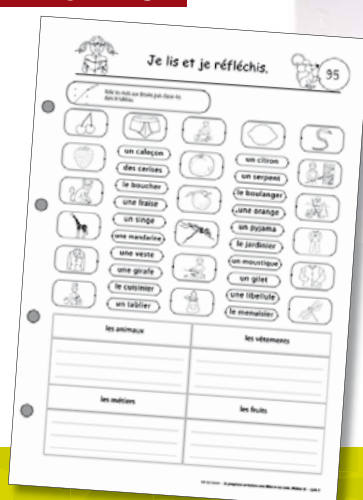 Je lis et je réfléchis.
95
un caleçon
des cerises
le boucher
une fraise
un singe
une mandarine
une veste
une girafe
le cuisinier
un tablier
un citron
un serpent
le boulanger
une orange
un pyjama
le jardinier
un moustique
un gilet
une libellule
le menuisier
les animaux
les vêtements
les métiers
les fruits